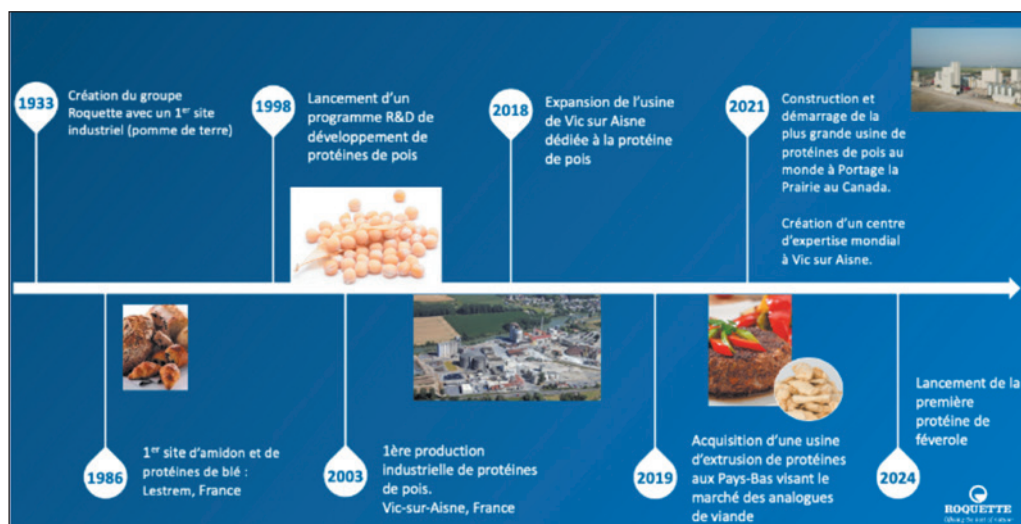 1933
Création du groupe
Roquette avec un 1er site
industriel (pomme de terre)
1998
Lancement d'un
programme R&D de
développement de
protéines de pois
2018
Expansion de l'usine
de Vic sur Aisne
dédiée à la protéine
de pois
2021
Construction et
démarrage de la
plus grande usine de
protéines de pois au
monde à Portage la
Prairie au Canada.
Création d'un centre
d'expertise mondial
à Vic sur Aisne.
1986
1er site d'amidon et de
protéines de blé :
Lestrem, France
2003
1ère production
industrielle de protéines
de pois.
Vic-sur-Aisne, France
2019
Acquisition d'une usine
d'extrusion de protéines
aux Pays-Bas visant le
marché des analogues
de viande
2024
Lancement de la
première
protéine de
féverole
ROQUETTE